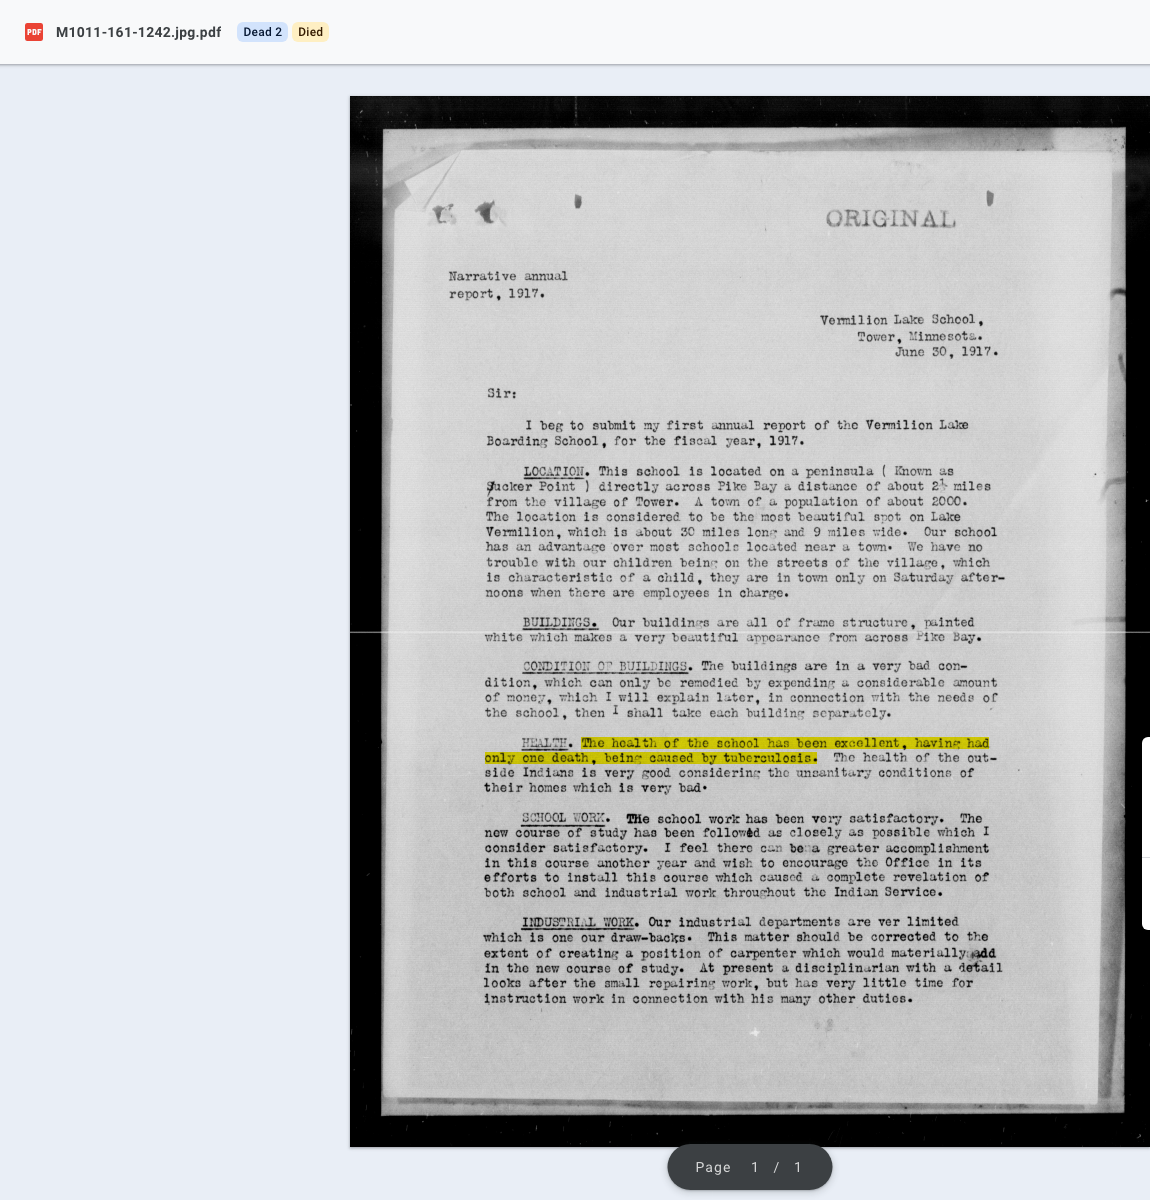 PDF M1011-161-1242.jpg.pdf Dead 2 Died
ORIGINAL
Narrative annual
report, 1917.
Vermilion Lake School,
Tower, Minnesota.
June 30, 1917.
Sir:
I beg to submit my first annual report of the Vermilion Lake
Boarding School, for the fiscal year, 1917.
LOCATION. This school is located on a peninsula ( Known as
Sucker Point ) directly across Pike Bay a distance of about 2½ miles
from the village of Tower. A town of a population of about 2000.
The location is considered to be the most beautiful spot on Lake
Vermilion, which is about 30 miles long and 9 miles wide. Our school
has an advantage over most schools located near a town. We have no
trouble with our children being on the streets of the village, which
is characteristic of a child, they are in town only on Saturday after-
noons when there are employees in charge.
BUILDINGS. Our buildings are all of frame structure, painted
white which makes a very beautiful appearance from across Pike Bay.
CONDITION OF BUILDINGS. The buildings are in a very bad con-
dition, which can only be remedied by expending a considerable amount
of money, which I will explain later, in connection with the needs of
the school, then I shall take each building separately.
HEALTH. The health of the school has been excellent, having had
only one death, being caused by tuberculosis. The health of the out-
side Indians is very good considering the unsanitary conditions of
their homes which is very bad.
SCHOOL WORK. The school work has been very satisfactory. The
new course of study has been followed as closely as possible which I
consider satisfactory. I feel there can be a greater accomplishment
in this course another year and wish to encourage the Office in its
efforts to install this course which caused a complete revelation of
both school and industrial work throughout the Indian Service.
INDUSTRIAL WORK. Our industrial departments are ver limited
which is one our draw-backs. This matter should be corrected to the
extent of creating a position of carpenter which would materially add
in the new course of study. At present a disciplinarian with a detail
looks after the small repairing work, but has very little time for
instruction work in connection with his many other duties.
Page 1 / 1